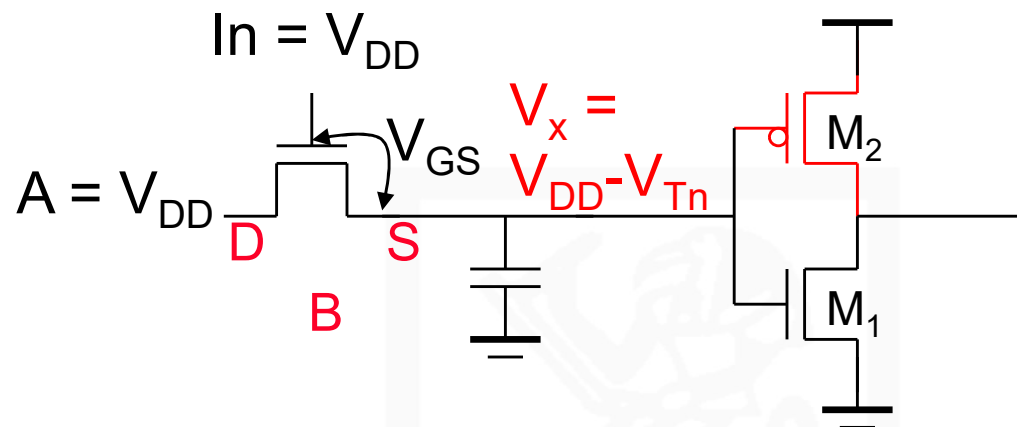 In = VDD
VGS
Vx =
VDD-VTn
M2
A = VDD
D
S
B
M1